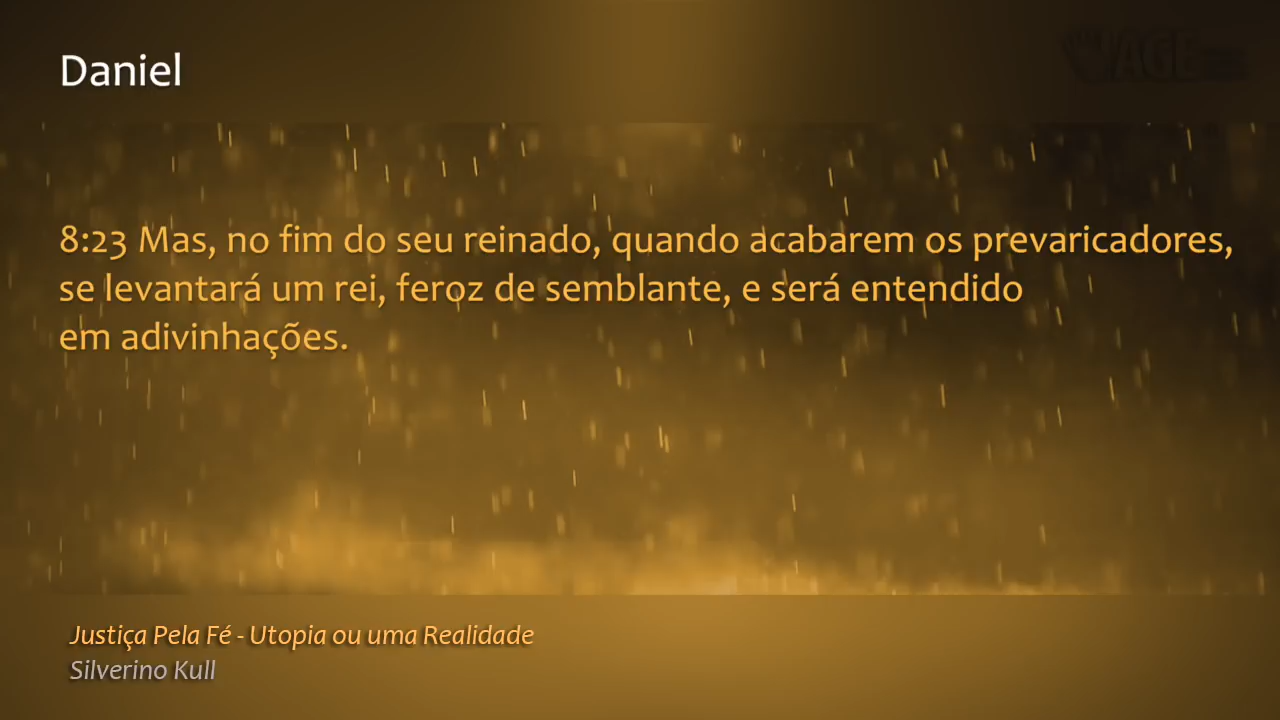 Daniel
8:23 Mas, no fim do seu reinado, quando acabarem os prevaricadores,
se levantará um rei, feroz de semblante, e será entendido
em adivinhações.
Justiça Pela Fé - Utopia ou uma Realidade
Silverino Kull